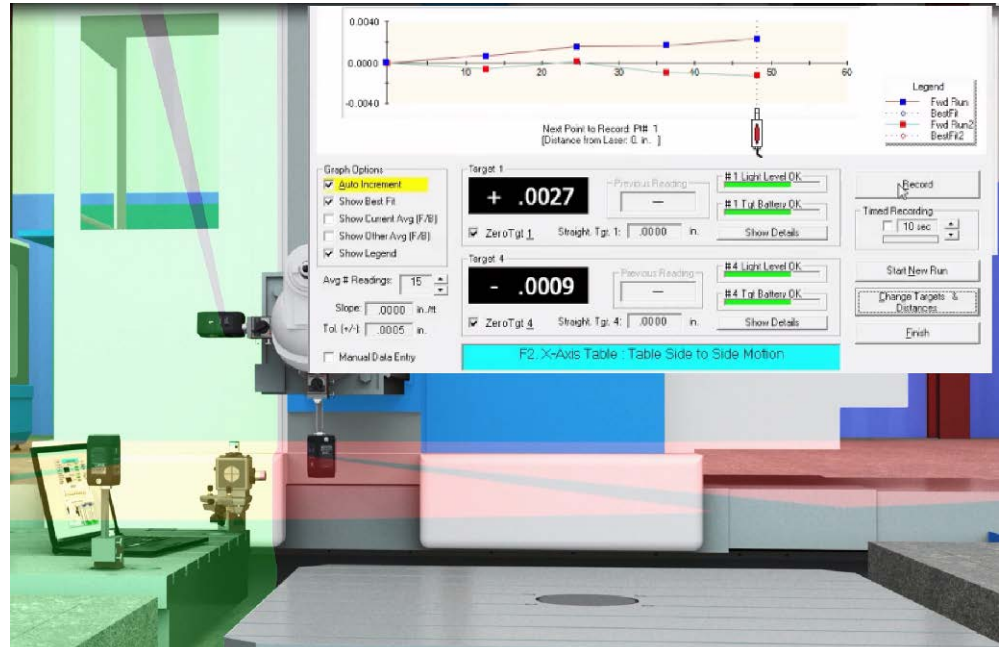 0.0040
0.0000
-0.0040
10 20 30 40 50 60
Next Point to Record: Pt# 1
(Distance from Laser: 0. in. )
Legend
Fwd Run
BestFit
Fwd Run2
BestFit2
Graph Options
Auto Increment
Show Best Fit
Show Current Avg (F/B)
Show Other Avg (F/B)
Show Legend
Avg # Readings: 15
Slope: .0000 in./ft
Tol. (+/-): .0005 in.
Manual Data Entry
Target 1
+ .0027
Previous Reading
---
#1 Light Level OK
#1 Tgt Battery OK
Zero Tgt 1 Straight. Tgt. 1: .0000 in.
Show Details
Target 4
- .0009
Previous Reading
---
#4 Light Level OK
#4 Tgt Battery OK
Zero Tgt 4 Straight. Tgt. 4: .0000 in.
Show Details
F2. X-Axis Table : Table Side to Side Motion
Record
Timed Recording
10 sec
Start New Run
Change Targets & Distances
Finish